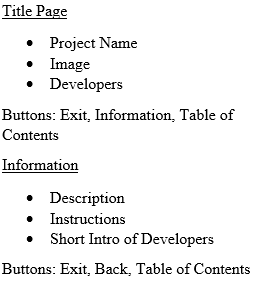 Title Page
• Project Name
• Image
• Developers
Buttons: Exit, Information, Table of
Contents
Information
• Description
• Instructions
• Short Intro of Developers
Buttons: Exit, Back, Table of Contents